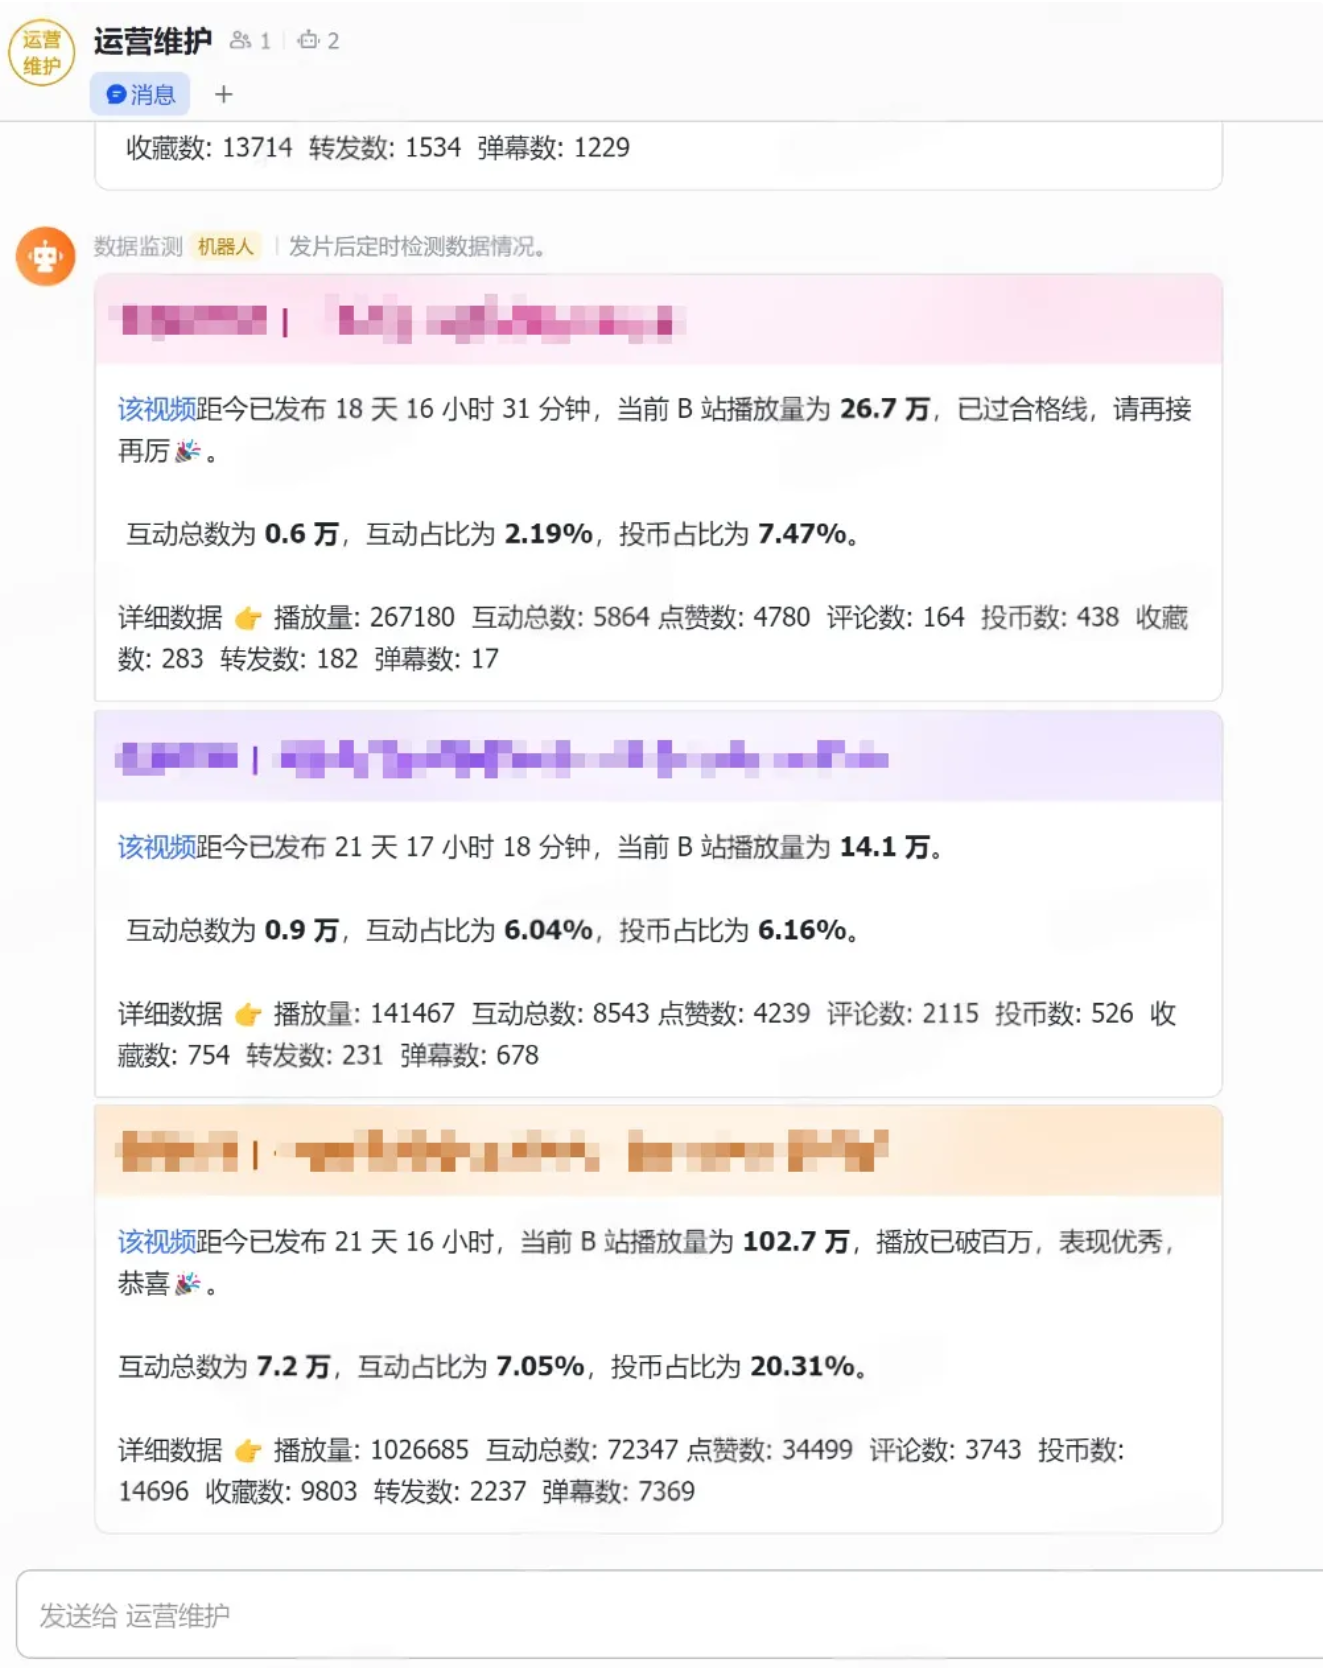 运营
维护
运营维护 1 2
消息 +
收藏数: 13714 转发数: 1534 弹幕数: 1229
数据监测 机器人 | 发片后定时检测数据情况。
该视频距今已发布 18 天 16 小时 31 分钟，当前 B 站播放量为 26.7 万，已过合格线，请再接
再厉🎉。
互动总数为 0.6 万，互动占比为 2.19%，投币占比为 7.47%。
详细数据 👉 播放量: 267180 互动总数: 5864 点赞数: 4780 评论数: 164 投币数: 438 收藏
数: 283 转发数: 182 弹幕数: 17
该视频距今已发布 21 天 17 小时 18 分钟，当前 B 站播放量为 14.1 万。
互动总数为 0.9 万，互动占比为 6.04%，投币占比为 6.16%。
详细数据 👉 播放量: 141467 互动总数: 8543 点赞数: 4239 评论数: 2115 投币数: 526 收
藏数: 754 转发数: 231 弹幕数: 678
该视频距今已发布 21 天 16 小时，当前 B 站播放量为 102.7 万，播放已破百万，表现优秀，
恭喜🎉。
互动总数为 7.2 万，互动占比为 7.05%，投币占比为 20.31%。
详细数据 👉 播放量: 1026685 互动总数: 72347 点赞数: 34499 评论数: 3743 投币数:
14696 收藏数: 9803 转发数: 2237 弹幕数: 7369
发送给 运营维护